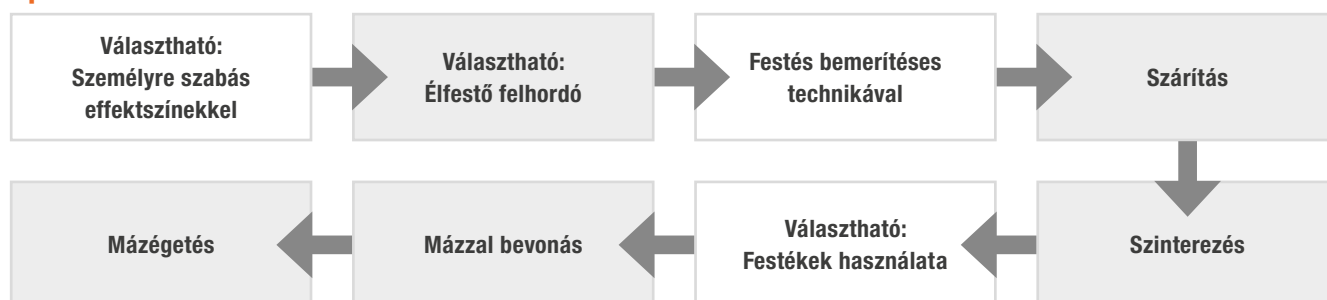 Választható:
Személyre szabás
effektszínekkel
Választható:
Élfestő felhordó
Festés bemerítéses
technikával
Szárítás
Szinterezés
Választható:
Festékek használata
Mázzal bevonás
Mázégetés